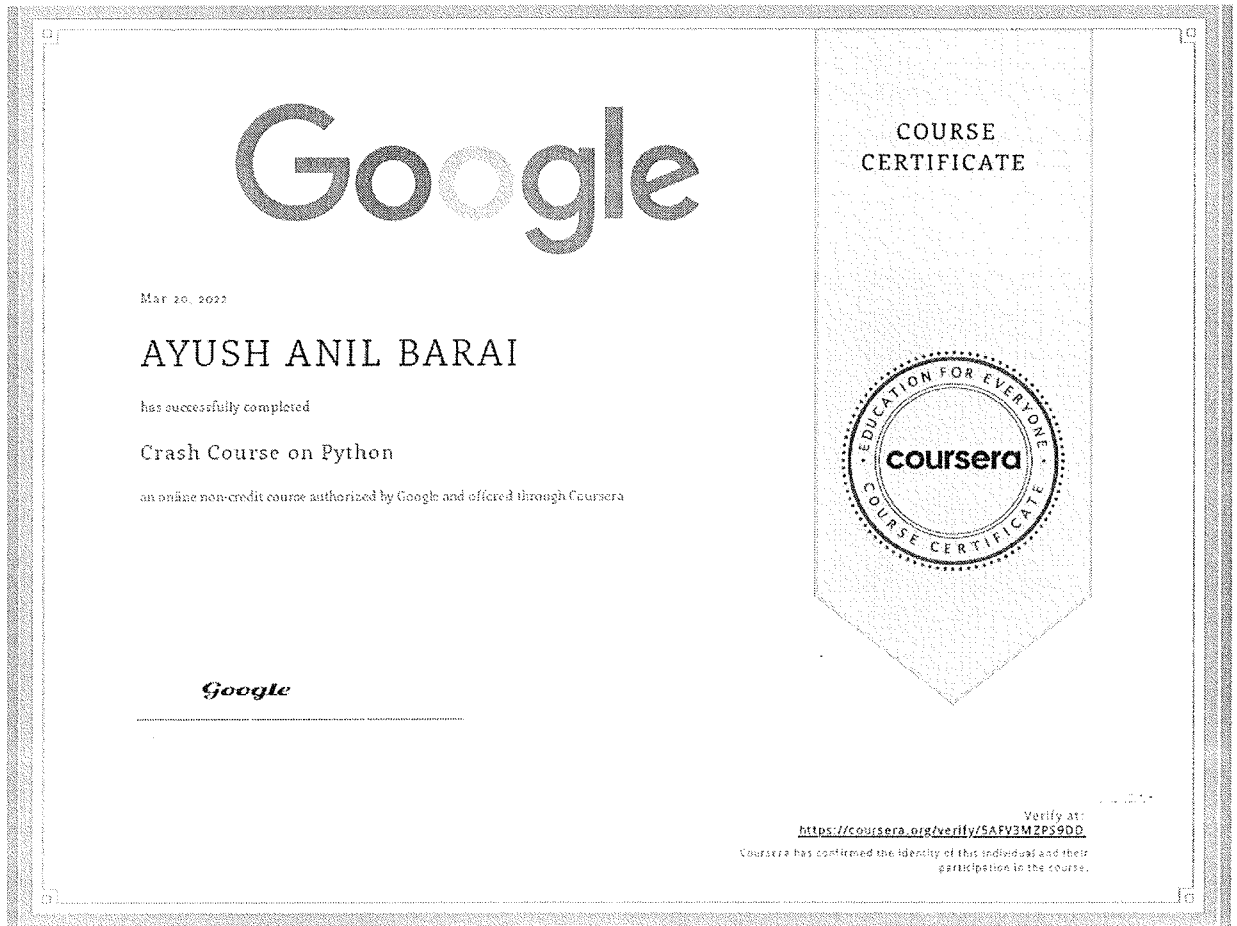 Google
COURSE
CERTIFICATE
Mar 20, 2022
AYUSH ANIL BARAI
has successfully completed
Crash Course on Python
an online non-credit course authorized by Google and offered through Coursera
EDUCATION FOR EVERYONE
coursera
COURSE CERTIFICATE
Google
Verify at:
https://coursera.org/verify/
Coursera has confirmed the identity of this individual and their
participation in the course.